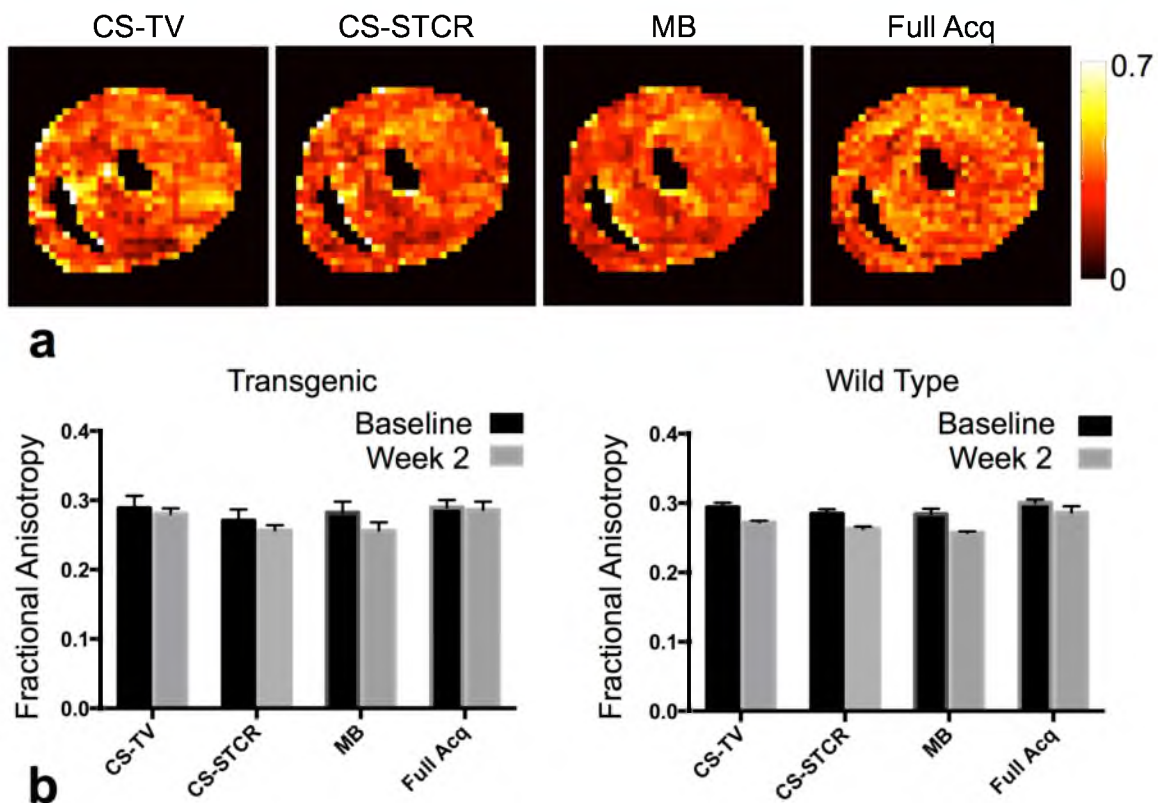 CS-TV CS-STCR MB Full Acq
0.7
0
a
Transgenic
Baseline
Week 2
Fractional Anisotropy
0.4
0.3
0.2
0.1
0.0
CS-TV CS-STCR MB Full Acq
Wild Type
Baseline
Week 2
Fractional Anisotropy
0.4
0.3
0.2
0.1
0.0
CS-TV CS-STCR MB Full Acq
b